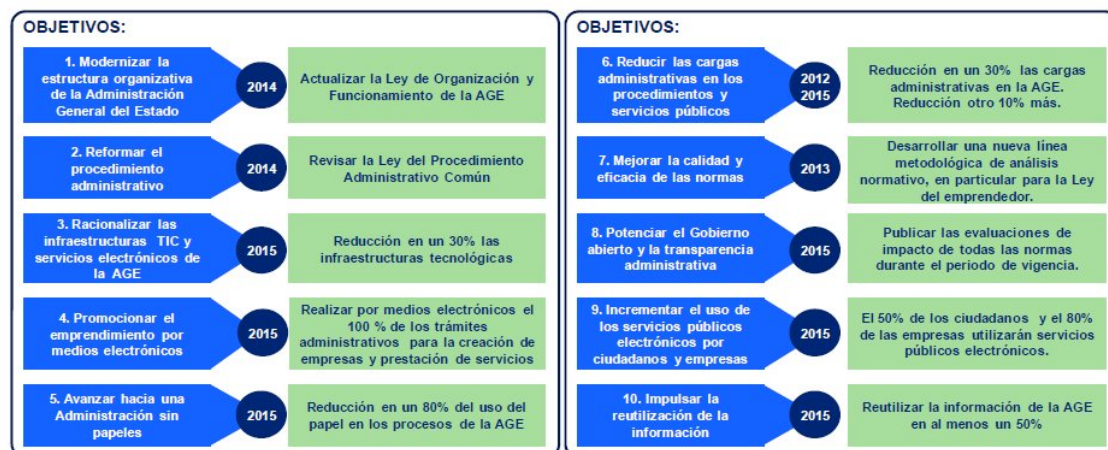 OBJETIVOS:
1. Modernizar la
estructura organizativa
de la Administración
General del Estado
2014
Actualizar la Ley de Organización y
Funcionamiento de la AGE
2. Reformar el
procedimiento
administrativo
2014
Revisar la Ley del Procedimiento
Administrativo Común
3. Racionalizar las
infraestructuras TIC y
servicios electrónicos de
la AGE
2015
Reducción en un 30% las
infraestructuras tecnológicas
4. Promocionar el
emprendimiento por
medios electrónicos
2015
Realizar por medios electrónicos el
100 % de los trámites
administrativos para la creación de
empresas y prestación de servicios
5. Avanzar hacia una
Administración sin
papeles
2015
Reducción en un 80% del uso del
papel en los procesos de la AGE
OBJETIVOS:
6. Reducir las cargas
administrativas en los
procedimientos y
servicios públicos
2012
2015
Reducción en un 30% las cargas
administrativas en la AGE.
Reducción otro 10% más.
7. Mejorar la calidad y
eficacia de las normas
2013
Desarrollar una nueva línea
metodológica de análisis
normativo, en particular para la Ley
del emprendedor.
8. Potenciar el Gobierno
abierto y la transparencia
administrativa
2015
Publicar las evaluaciones de
impacto de todas las normas
durante el periodo de vigencia.
9. Incrementar el uso de
los servicios públicos
electrónicos por
ciudadanos y empresas
2015
El 50% de los ciudadanos y el 80%
de las empresas utilizarán servicios
públicos electrónicos.
10. Impulsar la
reutilización de la
información
2015
Reutilizar la información de la AGE
en al menos un 50%